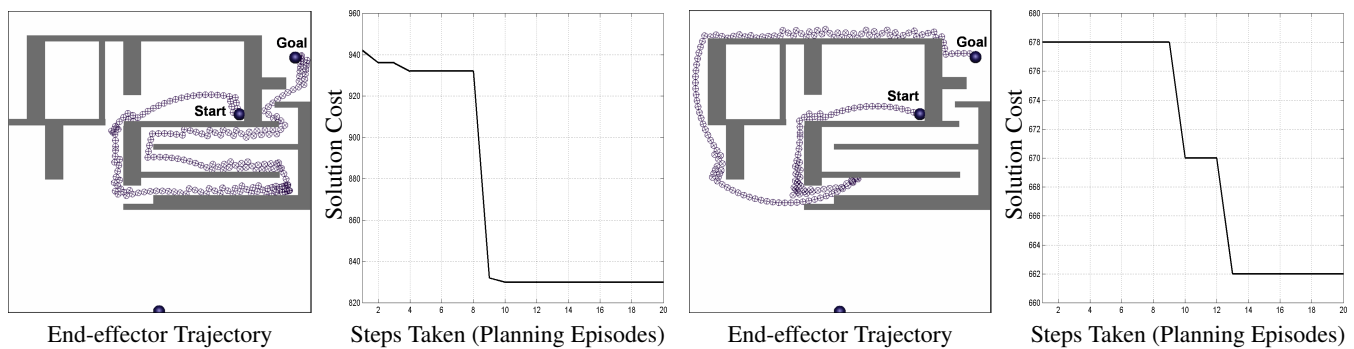 Goal
Start
End-effector Trajectory
960
940
920
900
880
860
840
820
2 4 6 8 10 12 14 16 18 20
Solution Cost
Steps Taken (Planning Episodes)
Goal
Start
End-effector Trajectory
680
678
676
674
672
670
668
666
664
662
660
2 4 6 8 10 12 14 16 18 20
Solution Cost
Steps Taken (Planning Episodes)